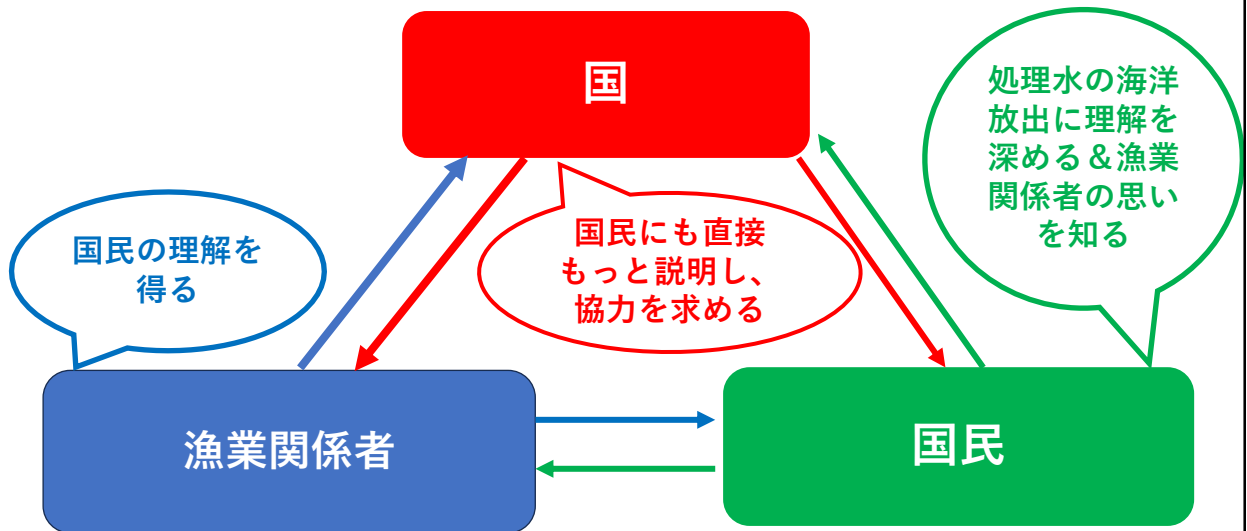 国
処理水の海洋
放出に理解を
深める＆漁業
関係者の思い
を知る
国民の理解を
得る
国民にも直接
もっと説明し、
協力を求める
漁業関係者
国民